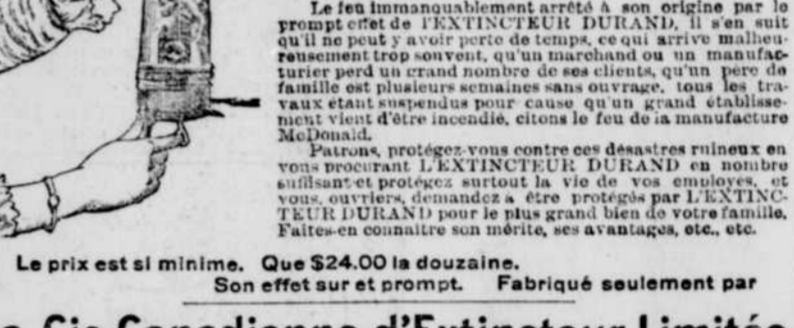 Le feu immanquablement arrêté à son origine par le
prompt effet de l'EXTINCTEUR DURAND, il s'en suit
qu'il ne peut y avoir perte de temps, ce qui arrive malheu-
reusement trop souvent, qu'un marchand ou un manufac-
turier perd un grand nombre de ses clients, qu'un père de
famille est plusieurs semaines sans ouvrage, tous les tra-
vaux étant suspendus pour cause qu'un grand établisse-
ment vient d'être incendié, citons le feu de la manufacture
McDonald.
Patrons, protégez-vous contre ces désastres ruineux en
vous procurant L'EXTINCTEUR DURAND en nombre
suffisant et protégez surtout la vie de vos employés, et
vous, ouvriers, demandez a être protégés par L'EXTINC-
TEUR DURAND pour le plus grand bien de votre famille.
Faites-en connaitre son mérite, ses avantages, etc., etc.
Le prix est si minime. Que $24.00 la douzaine.
Son effet sur et prompt. Fabriqué seulement par
Cie Canadienne d'Extincteur Limitée